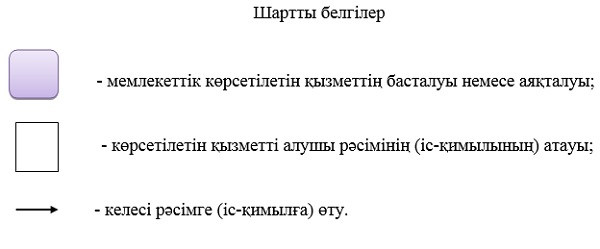 Шартты белгілер
- мемлекеттік көрсетілетін қызметтің басталуы немесе аяқталуы;
- көрсетілетін қызметті алушы рәсімінің (іс-қимылының) атауы;
- келесі рәсімге (іс-қимылға) өту.